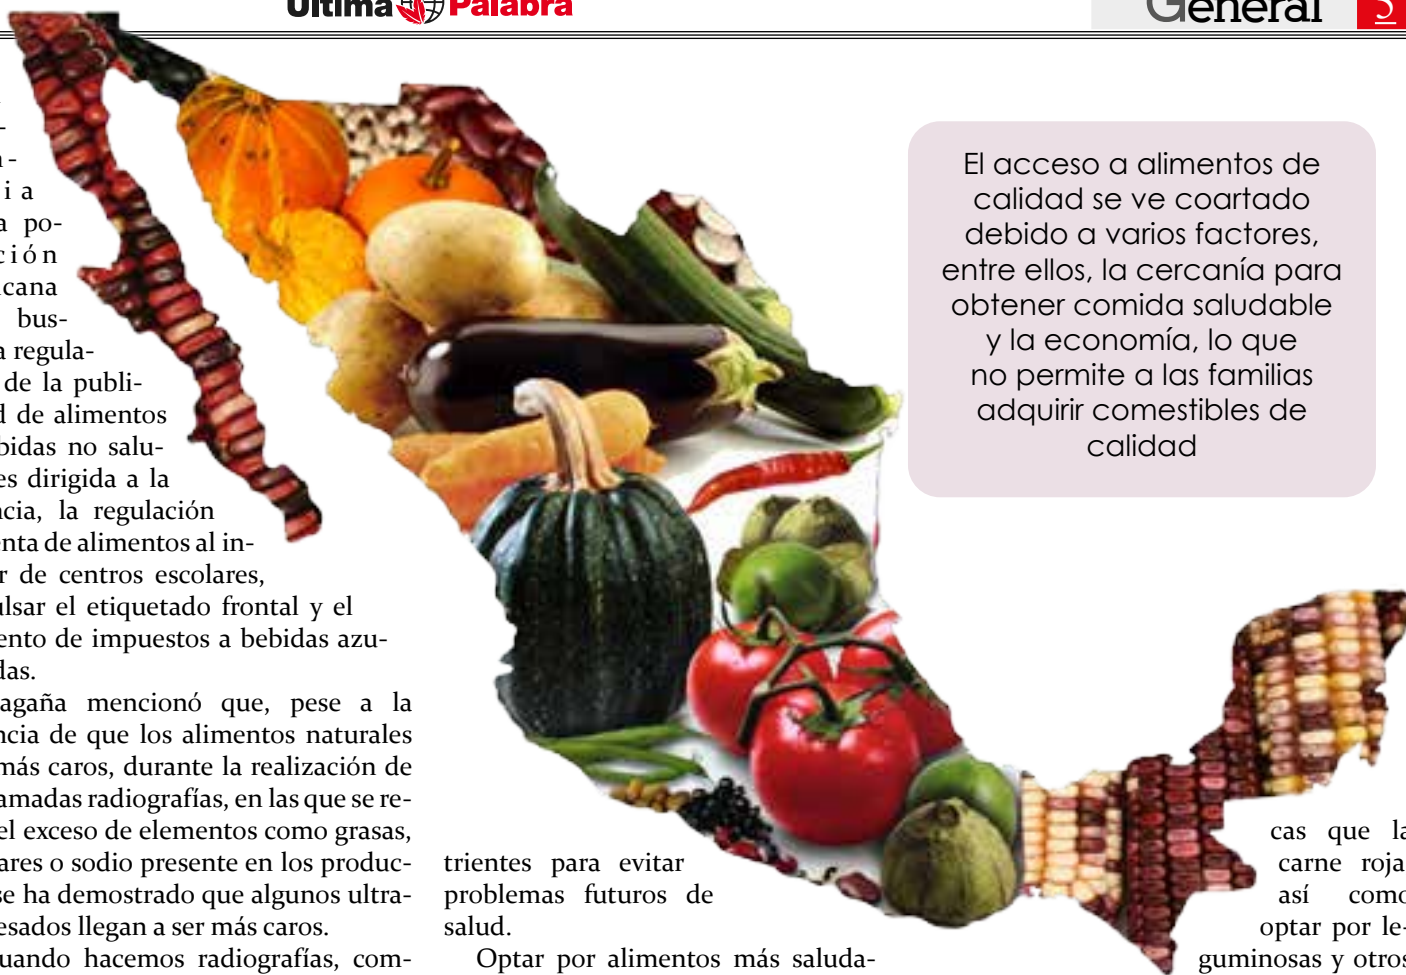 Última Palabra
General 5
i a
a po-
ción
icana
bus-
a regula-
de la publi-
d de alimentos
bidas no salu-
es dirigida a la
ncia, la regulación
enta de alimentos al in-
r de centros escolares,
ulsar el etiquetado frontal y el
ento de impuestos a bebidas azu-
das.
agaña mencionó que, pese a la
ncia de que los alimentos naturales
más caros, durante la realización de
amadas radiografías, en las que se re-
el exceso de elementos como grasas,
ares o sodio presente en los produc-
se ha demostrado que algunos ultra-
esados llegan a ser más caros.
uando hacemos radiografías, com-
trientes para evitar
problemas futuros de
salud.
Optar por alimentos más saluda-
El acceso a alimentos de
calidad se ve coartado
debido a varios factores,
entre ellos, la cercanía para
obtener comida saludable
y la economía, lo que
no permite a las familias
adquirir comestibles de
calidad
cas que la
carne roja
así como
optar por le-
guminosas y otros